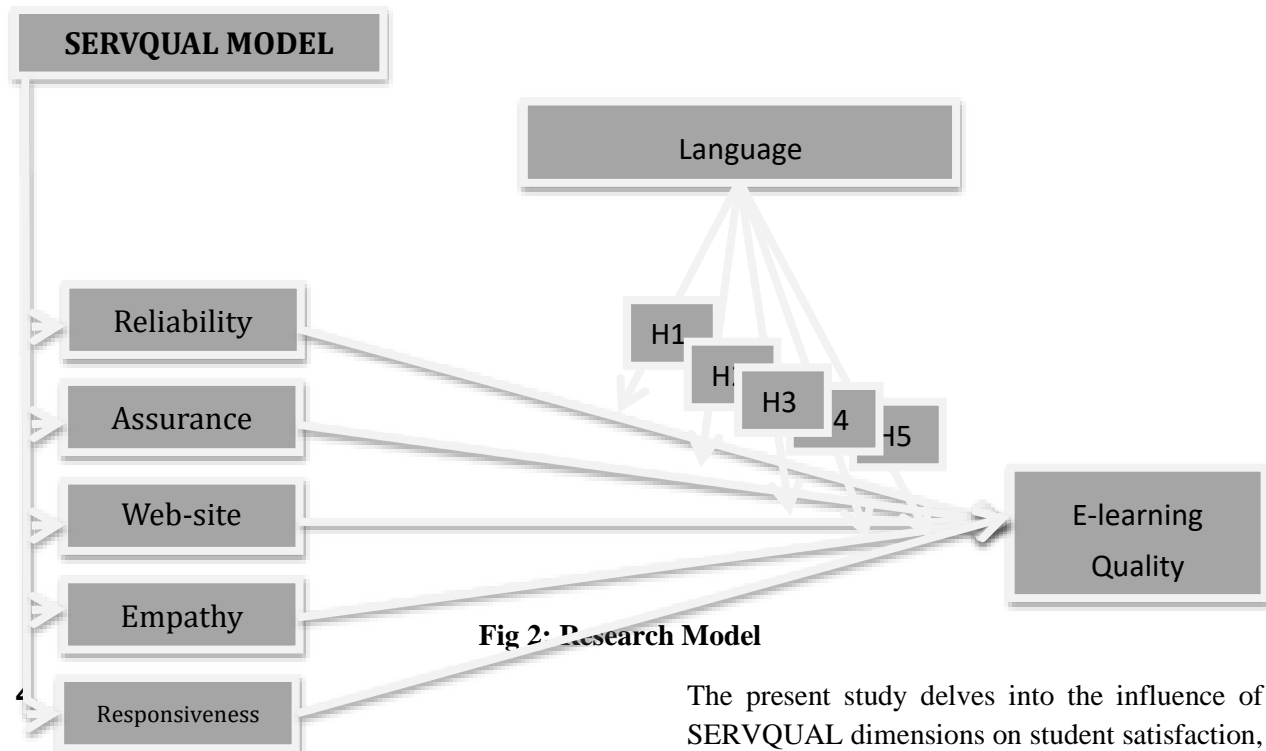 SERVQUAL MODEL
Language
Reliability
Assurance
Web-site
Empathy
Responsiveness
H1
H3
4
H5
E-learning
Quality
Fig 2: Research Model
The present study delves into the influence of
SERVQUAL dimensions on student satisfaction,